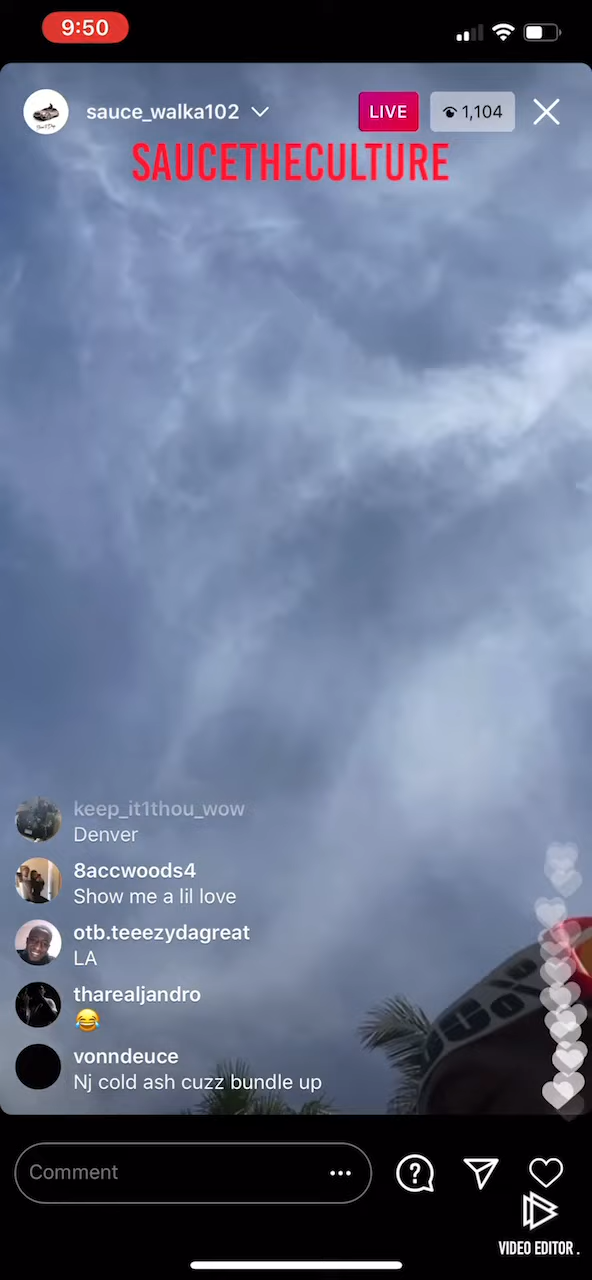 9:50
sauce_walka102
LIVE
1,104
SAUCETHECULTURE
keep_it1thou_wow
Denver
8accwoods4
Show me a lil love
otb.teeezydagreat
LA
tharealjandro
😂
vonndeuce
Nj cold ash cuzz bundle up
Comment
VIDEO EDITOR .